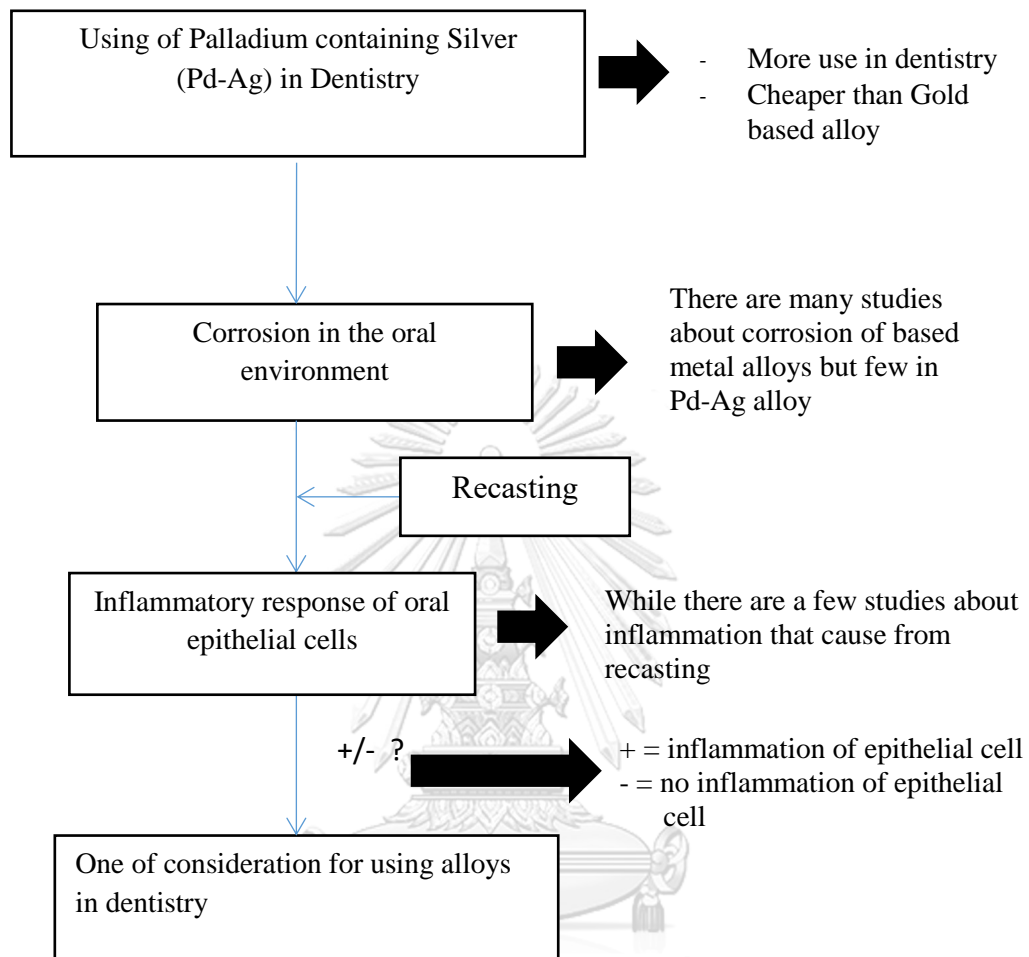 Using of Palladium containing Silver
(Pd-Ag) in Dentistry
- More use in dentistry
- Cheaper than Gold
based alloy
Corrosion in the oral
environment
There are many studies
about corrosion of based
metal alloys but few in
Pd-Ag alloy
Recasting
Inflammatory response of oral
epithelial cells
While there are a few studies about
inflammation that cause from
recasting
+/- ?
+ = inflammation of epithelial cell
- = no inflammation of epithelial
cell
One of consideration for using alloys
in dentistry